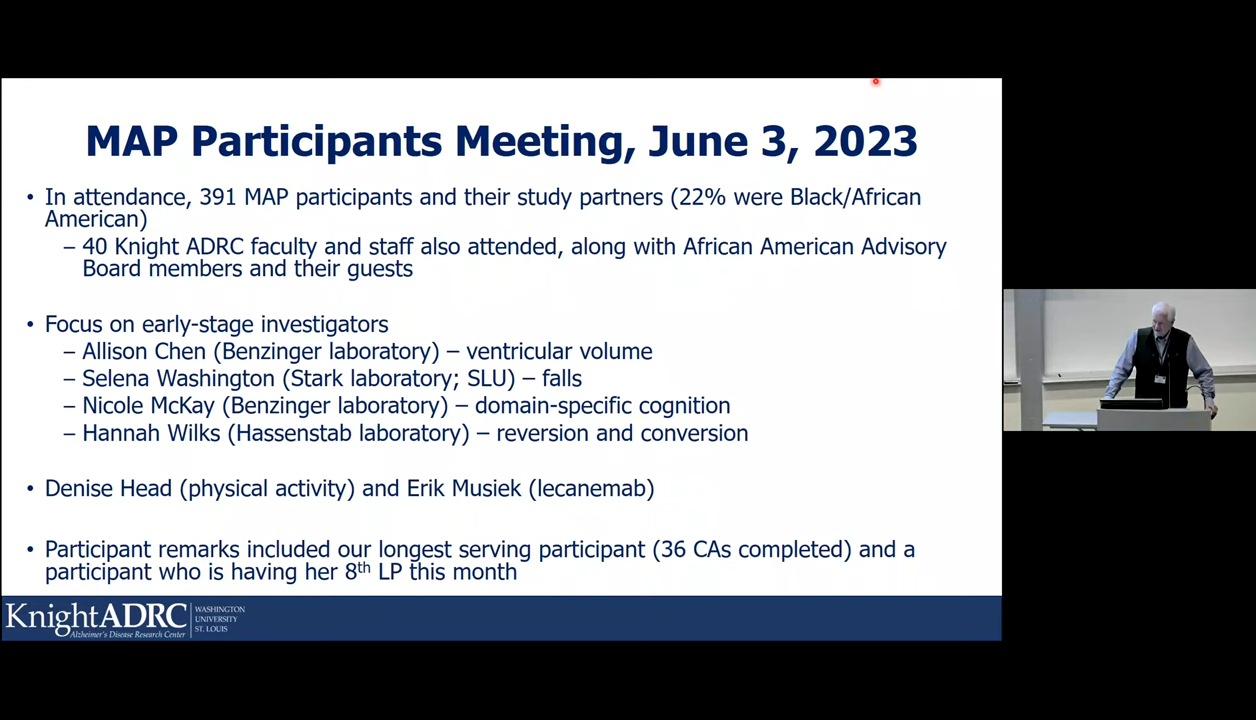 MAP Participants Meeting, June 3, 2023
• In attendance, 391 MAP participants and their study partners (22% were Black/African
American)
– 40 Knight ADRC faculty and staff also attended, along with African American Advisory
Board members and their guests
• Focus on early-stage investigators
– Allison Chen (Benzinger laboratory) – ventricular volume
– Selena Washington (Stark laboratory; SLU) – falls
– Nicole McKay (Benzinger laboratory) – domain-specific cognition
– Hannah Wilks (Hassenstab laboratory) – reversion and conversion
• Denise Head (physical activity) and Erik Musiek (lecanemab)
• Participant remarks included our longest serving participant (36 CAs completed) and a
participant who is having her 8th LP this month
KnightADRC
Alzheimer's Disease Research Center
WASHINGTON
UNIVERSITY
ST. LOUIS